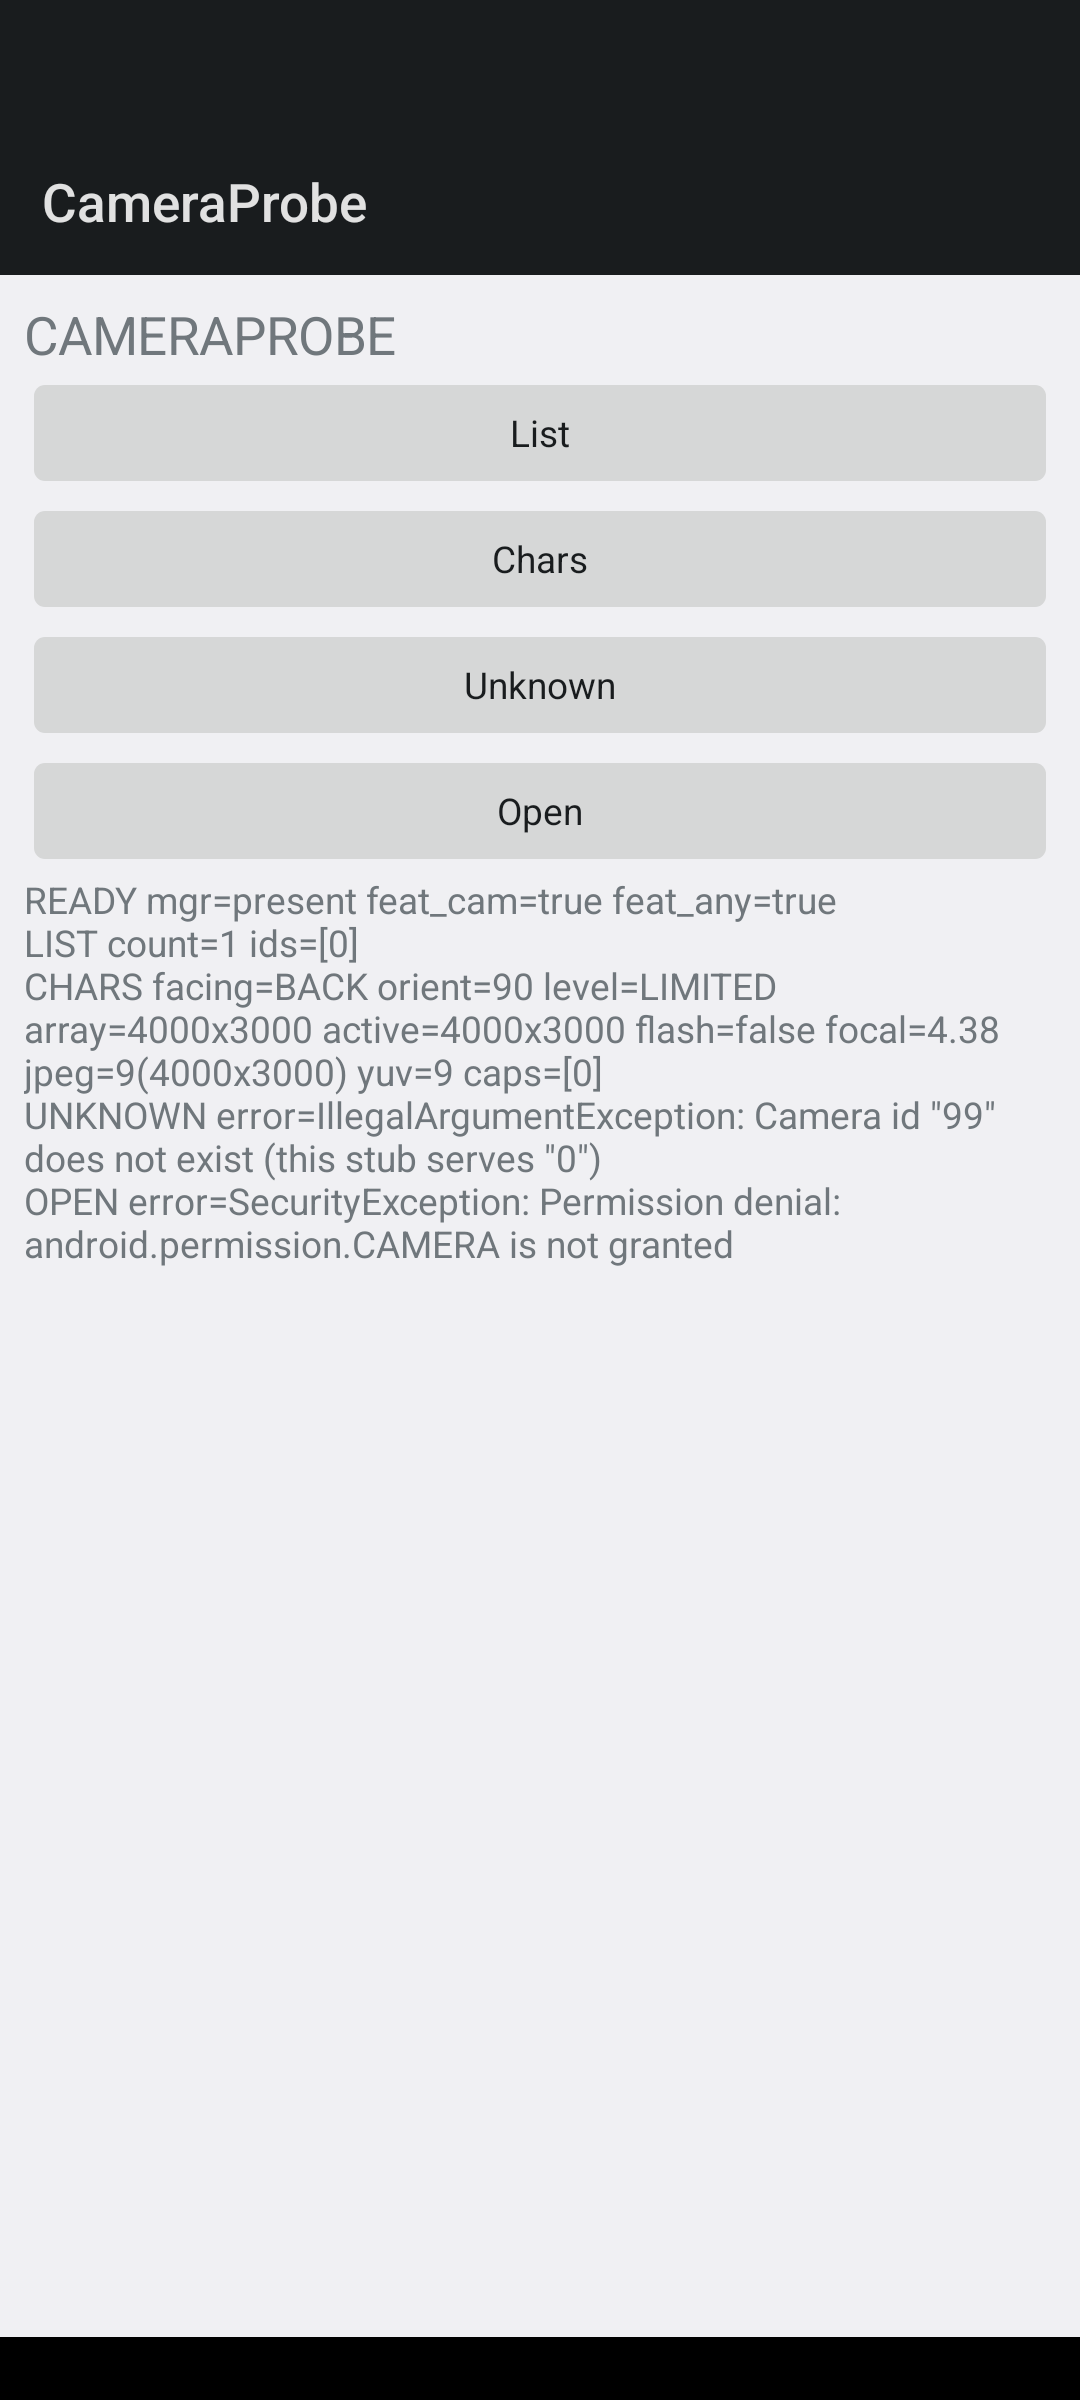 CameraProbe
CAMERAPROBE
List
Chars
Unknown
Open
READY mgr=present feat_cam=true feat_any=true
LIST count=1 ids=[0]
CHARS facing=BACK orient=90 level=LIMITED
array=4000x3000 active=4000x3000 flash=false focal=4.38
jpeg=9(4000x3000) yuv=9 caps=[0]
UNKNOWN error=IllegalArgumentException: Camera id "99"
does not exist (this stub serves "0")
OPEN error=SecurityException: Permission denial:
android.permission.CAMERA is not granted